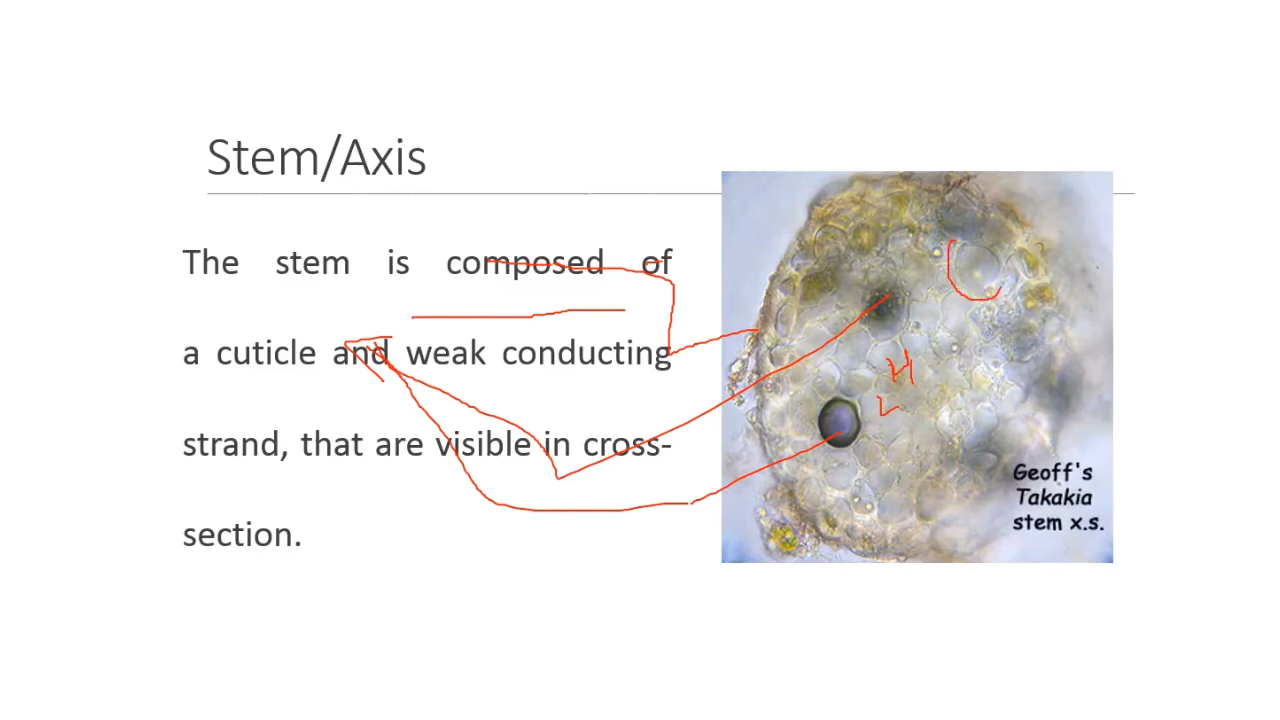 Stem/Axis
The stem is composed of
a cuticle and weak conducting
strand, that are visible in cross-
section.
H
L
Geoff's
Takakia
stem x.s.